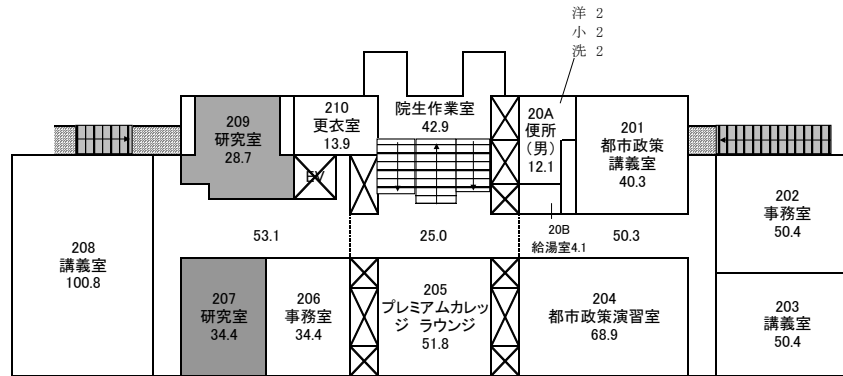 洋 2
小 2
洗 2
209
研究室
28.7
210
更衣室
13.9
院生作業室
42.9
20A
便所
(男)
12.1
201
都市政策
講義室
40.3
EV
202
事務室
50.4
208
講義室
100.8
53.1
25.0
20B
給湯室4.1
50.3
207
研究室
34.4
206
事務室
34.4
205
プレミアムカレッ
ジ ラウンジ
51.8
204
都市政策演習室
68.9
203
講義室
50.4